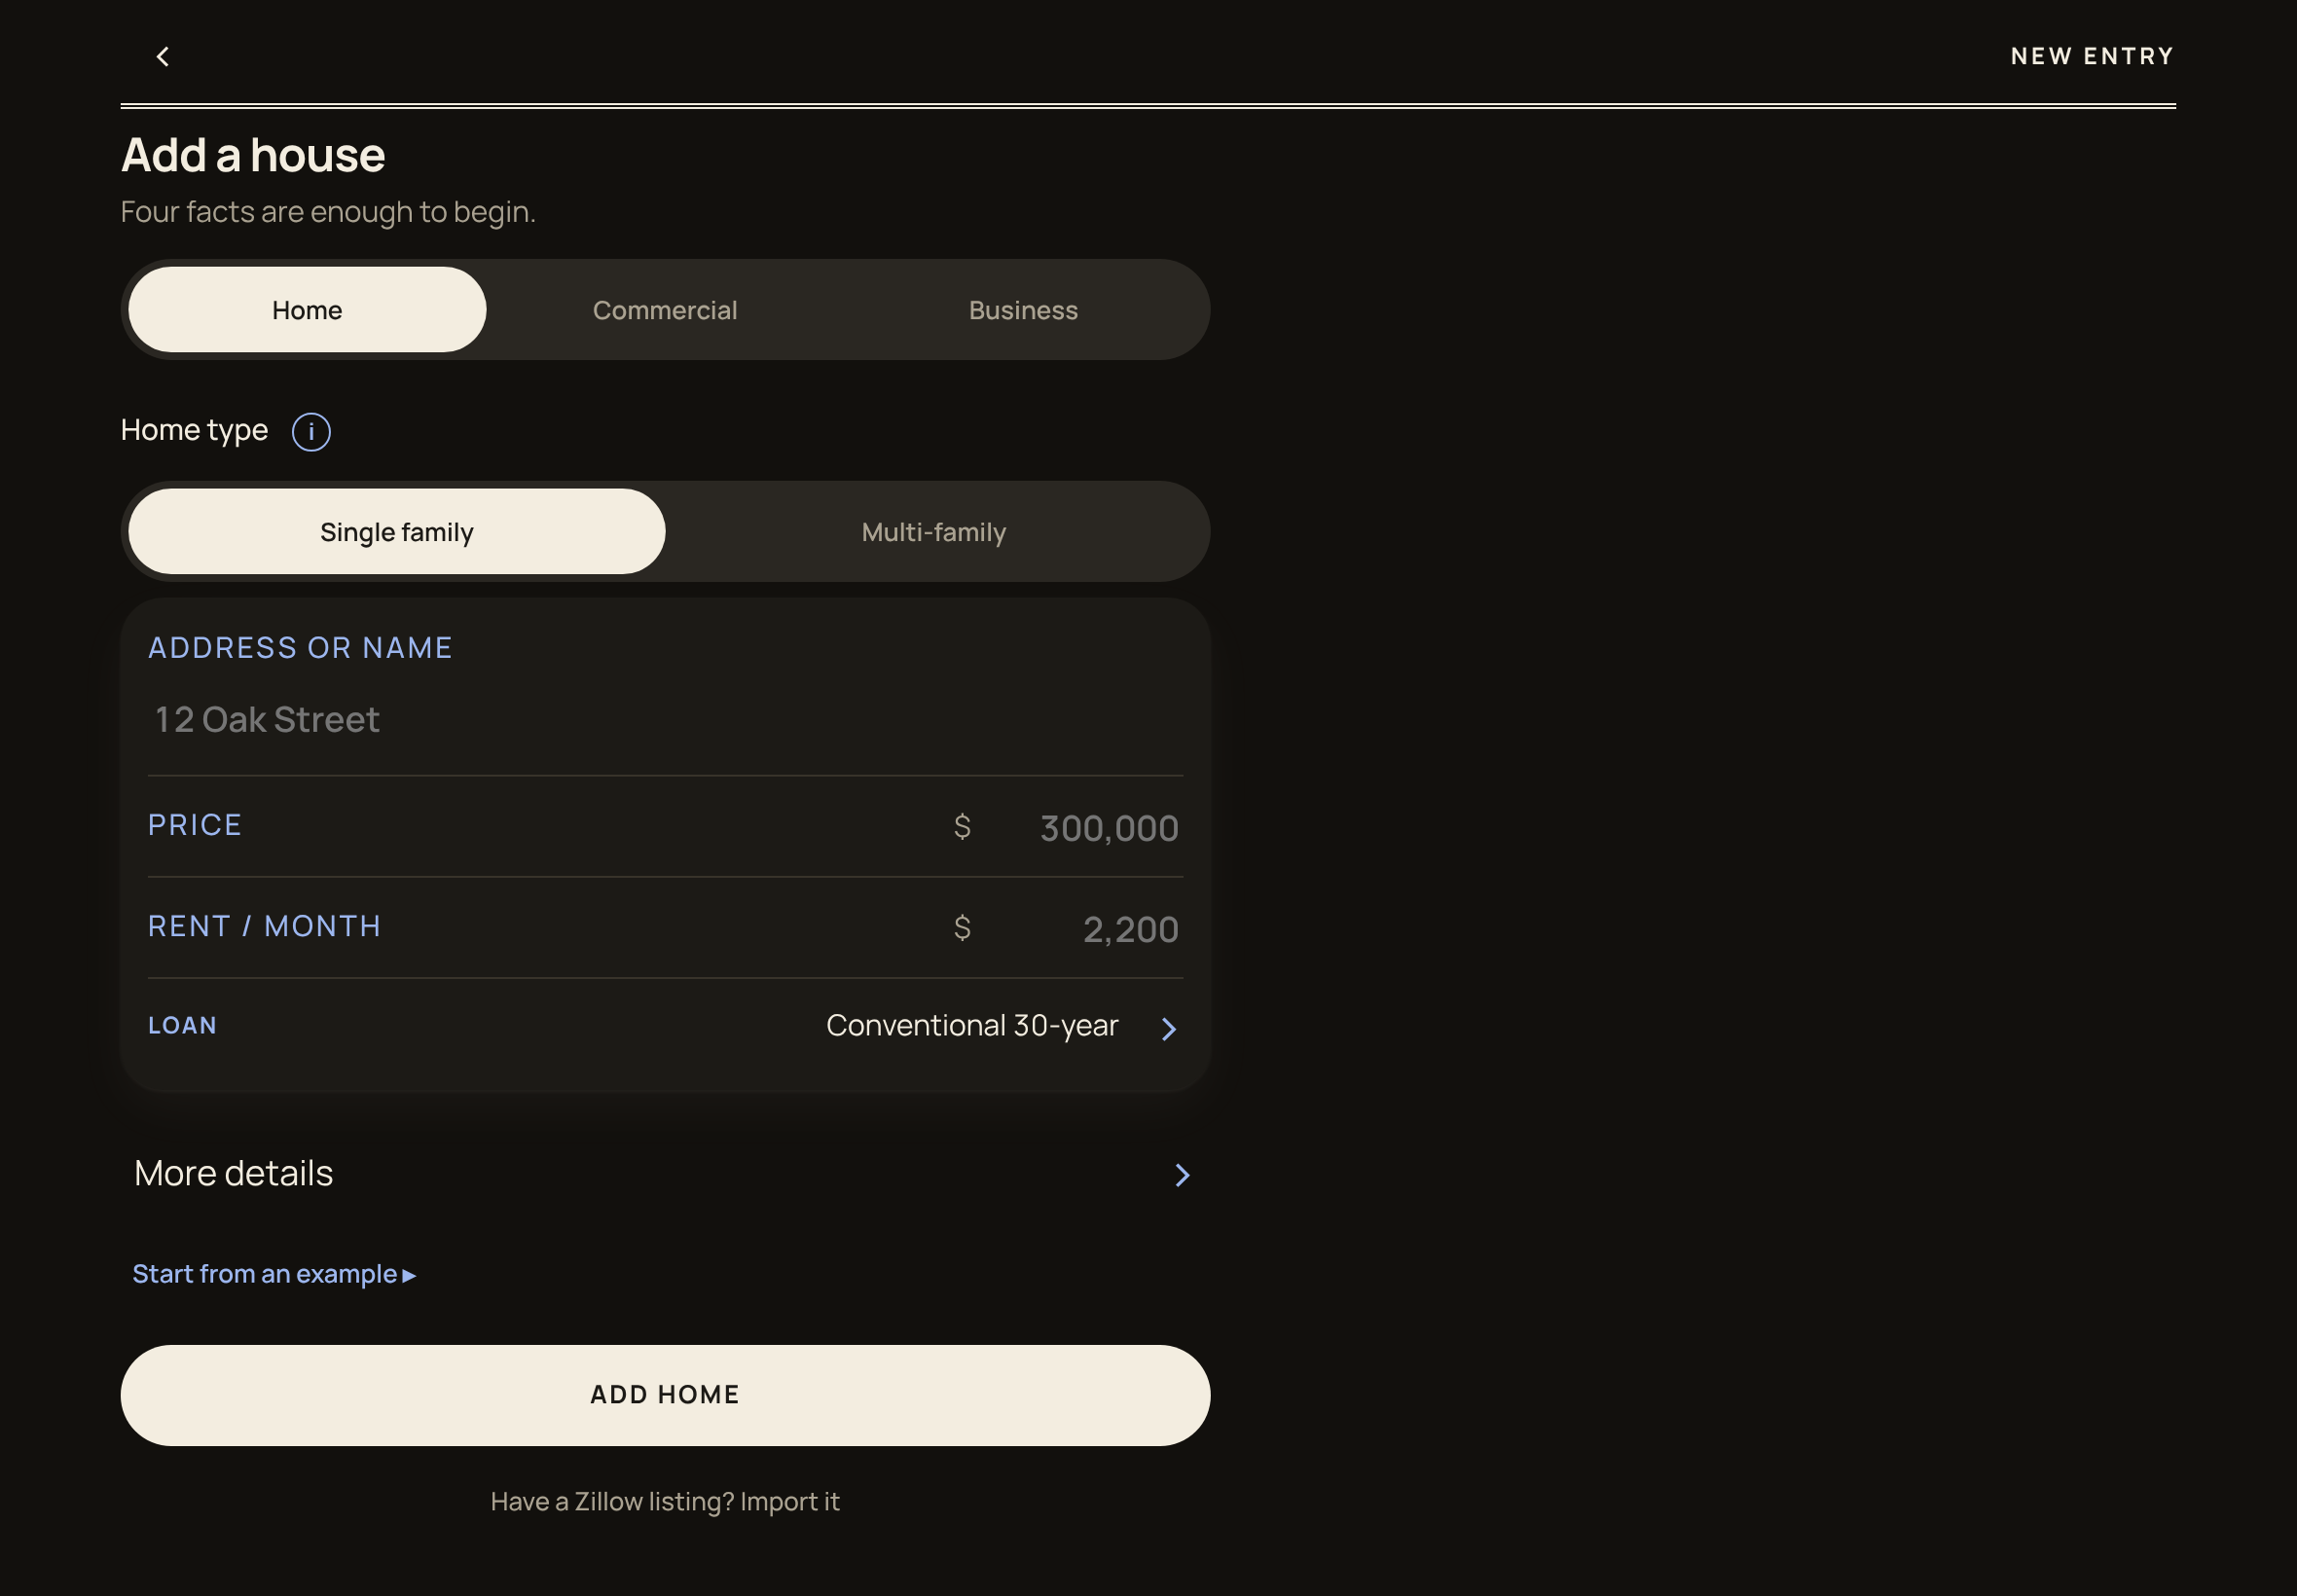 NEW ENTRY
Add a house
Four facts are enough to begin.
Home Commercial Business
Home type i
Single family Multi-family
ADDRESS OR NAME
12 Oak Street
PRICE $ 300,000
RENT / MONTH $ 2,200
LOAN Conventional 30-year
More details
Start from an example ▸
ADD HOME
Have a Zillow listing? Import it